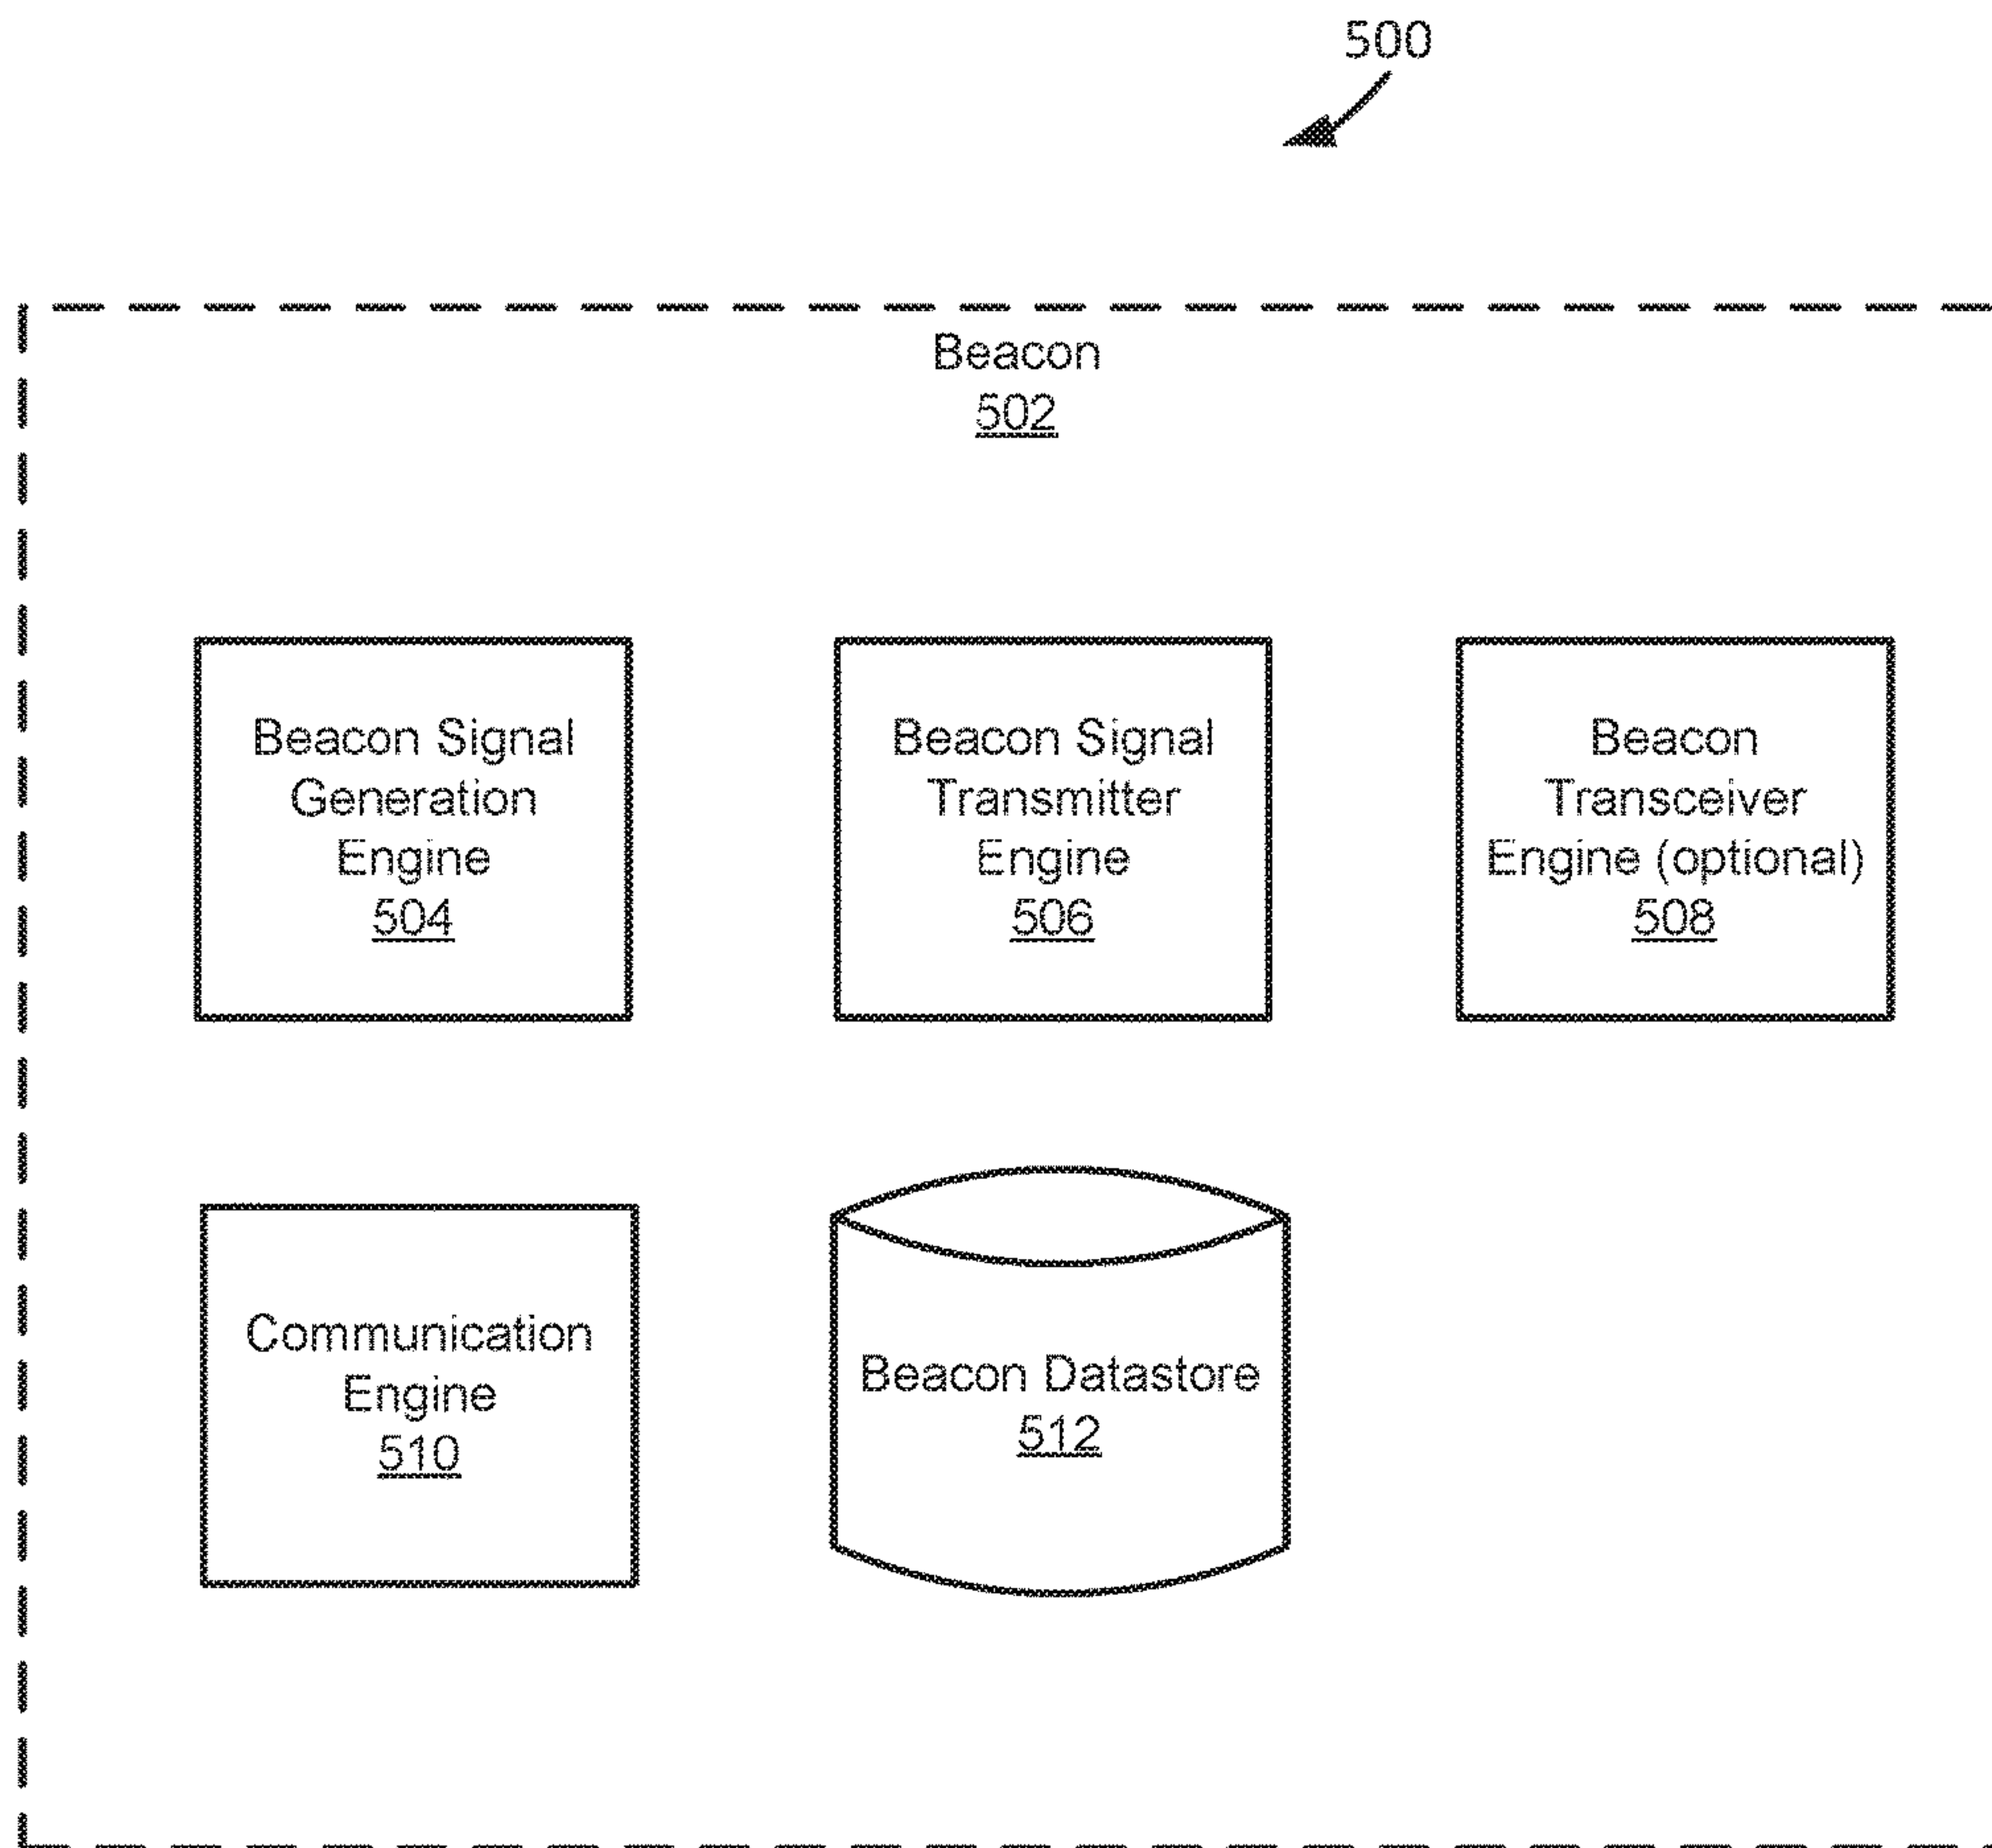 500
Beacon
502
Beacon Signal
Generation
Engine
504
Beacon Signal
Transmitter
Engine
506
Beacon
Transceiver
Engine (optional)
508
Communication
Engine
510
Beacon Datastore
512